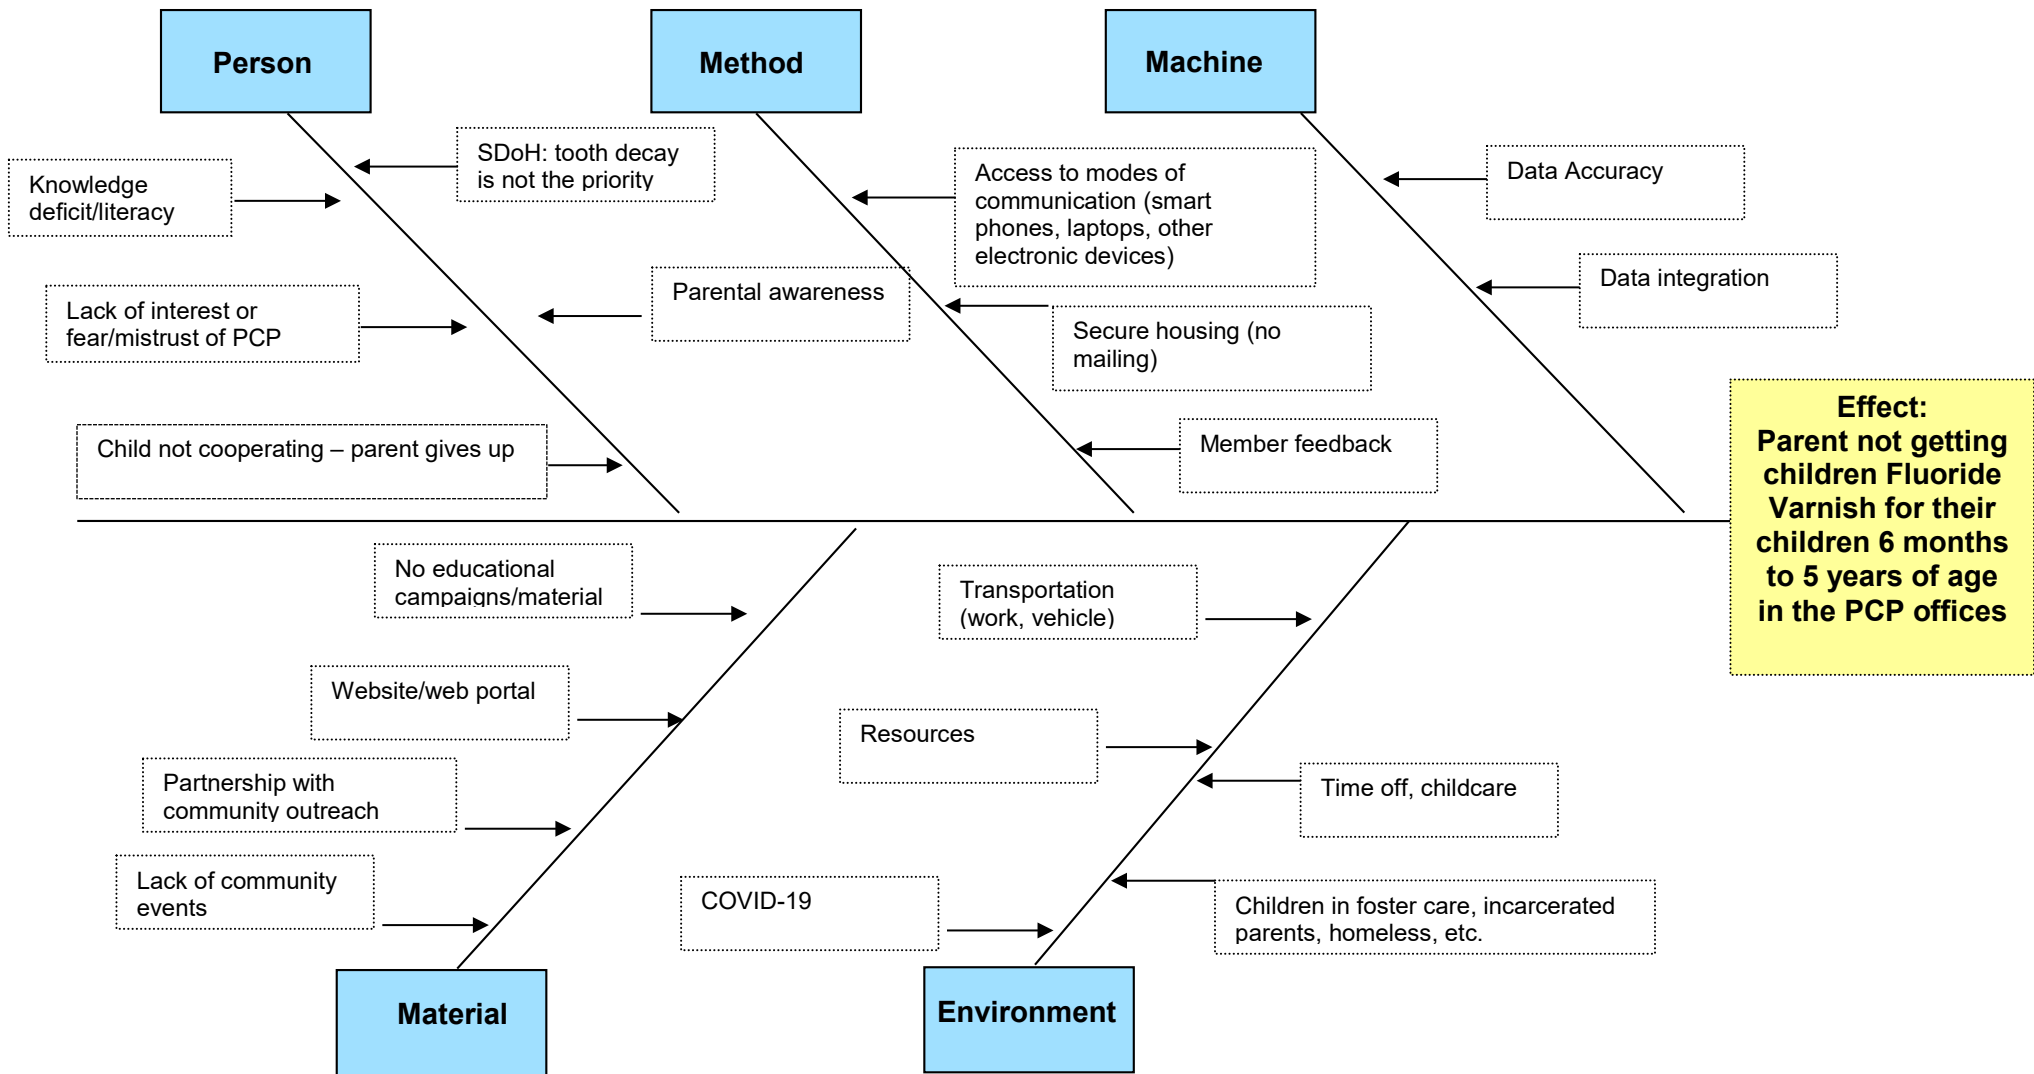 Person
Method
Machine
SDoH: tooth decay
is not the priority
Knowledge
deficit/literacy
Access to modes of
communication (smart
phones, laptops, other
electronic devices)
Data Accuracy
Lack of interest or
fear/mistrust of PCP
Parental awareness
Secure housing (no
mailing)
Data integration
Child not cooperating – parent gives up
Member feedback
Effect:
Parent not getting
children Fluoride
Varnish for their
children 6 months
to 5 years of age
in the PCP offices
No educational
campaigns/material
Transportation
(work, vehicle)
Website/web portal
Resources
Partnership with
community outreach
Time off, childcare
Lack of community
events
COVID-19
Children in foster care, incarcerated
parents, homeless, etc.
Material
Environment